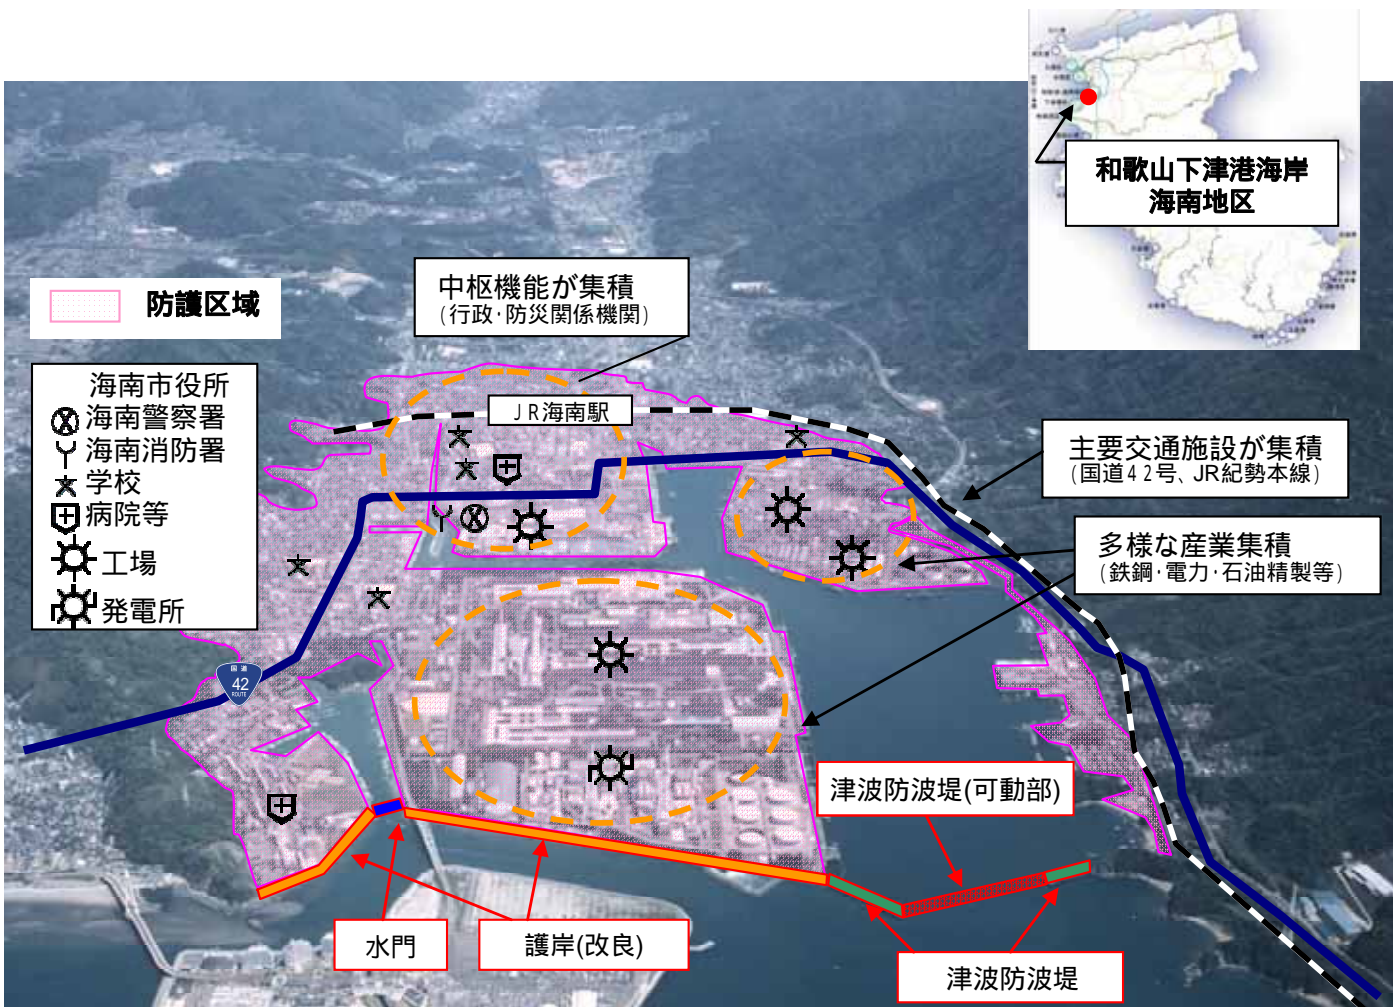 和歌山下津港海岸
海南地区
防護区域
中枢機能が集積
(行政･防災関係機関)
海南市役所
海南警察署
海南消防署
学校
病院等
工場
発電所
JR海南駅
主要交通施設が集積
(国道42号、JR紀勢本線)
多様な産業集積
(鉄鋼･電力･石油精製等)
国道
42
ROUTE
津波防波堤(可動部)
水門
護岸(改良)
津波防波堤